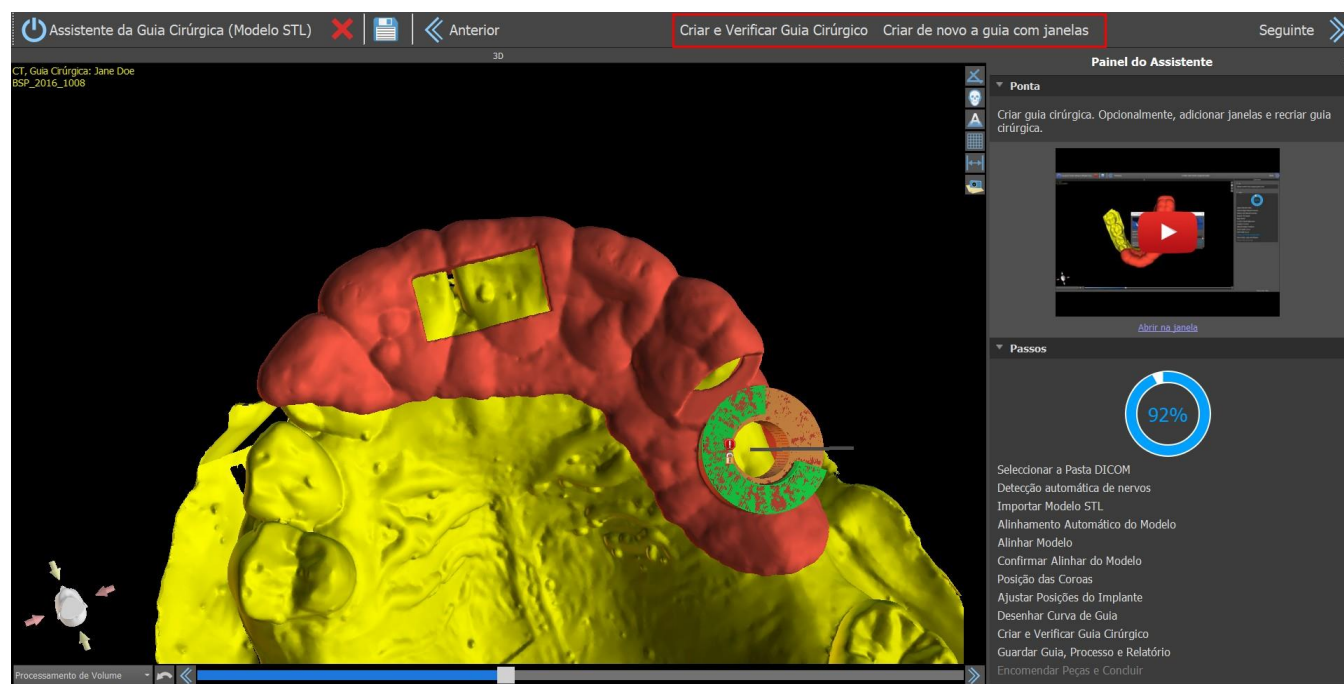 Assistente da Guia Cirúrgica (Modelo STL)
Anterior
Criar e Verificar Guia Cirúrgico
Criar de novo a guia com janelas
Seguinte
3D
CT, Guia Cirúrgica: Jane Doe
BSP_2016_1008
Painel do Assistente
Ponta
Criar guia cirúrgica. Opcionalmente, adicionar janelas e recriar guia
cirúrgica.
Abrir na janela
Passos
92%
Seleccionar a Pasta DICOM
Detecção automática de nervos
Importar Modelo STL
Alinhamento Automático do Modelo
Alinhar Modelo
Confirmar Alinhar do Modelo
Posição das Coroas
Ajustar Posições do Implante
Desenhar Curva de Guia
Criar e Verificar Guia Cirúrgico
Guardar Guia, Processo e Relatório
Encomendar Peças e Concluir
Processamento de Volume